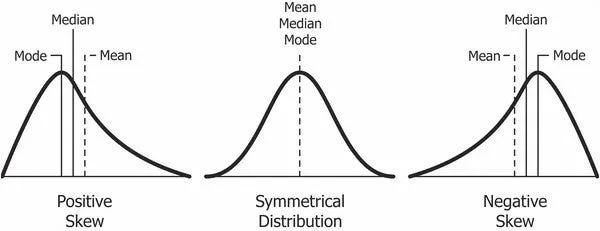 Median
Mode
Mean
Positive
Skew
Mean
Median
Mode
Symmetrical
Distribution
Median
Mean
Mode
Negative
Skew